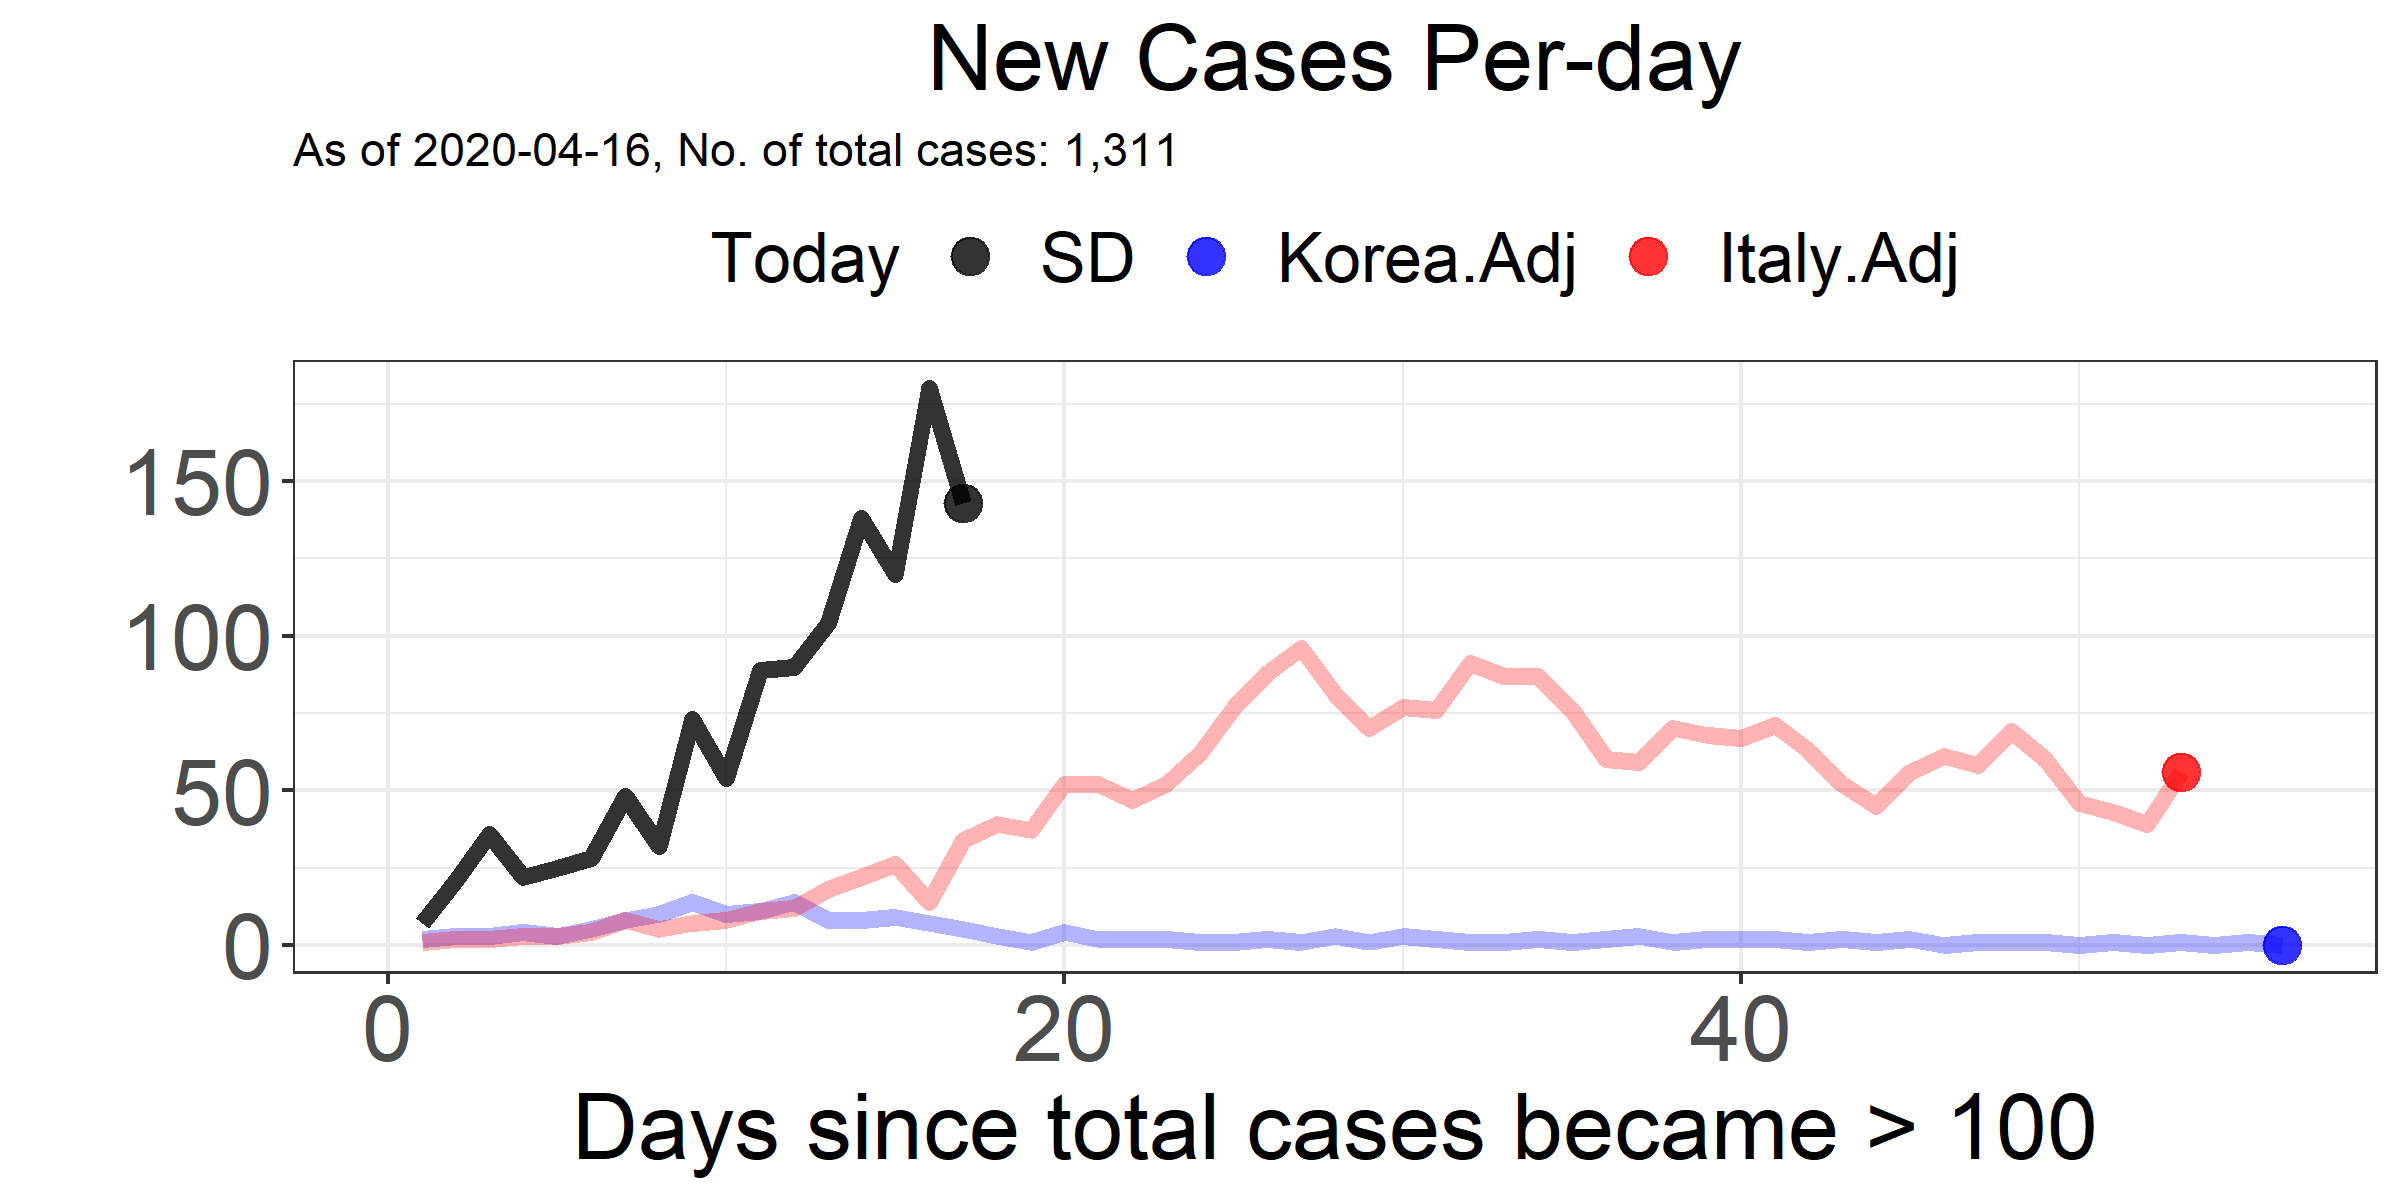 New Cases Per-day
As of 2020-04-16, No. of total cases: 1,311
Today SD Korea.Adj Italy.Adj
150
100
50
0
0 20 40
Days since total cases became > 100